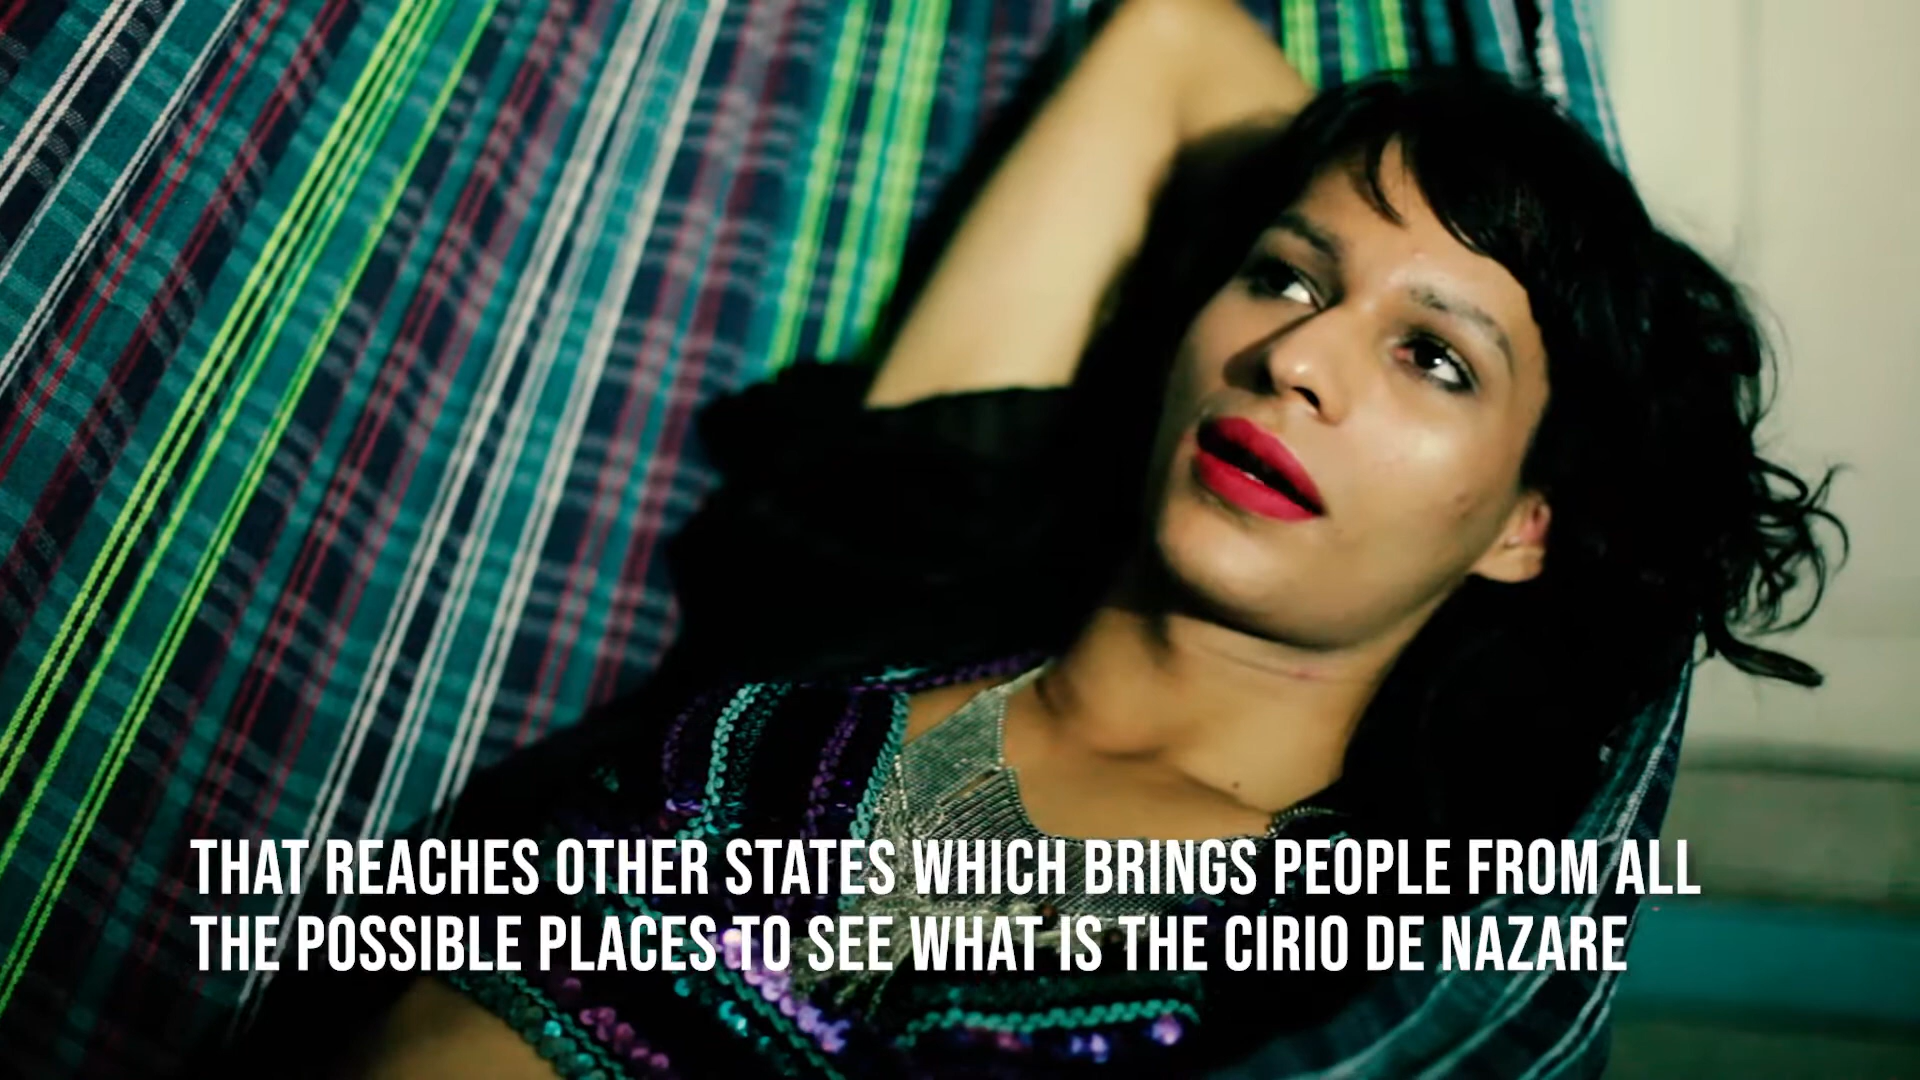 THAT REACHES OTHER STATES WHICH BRINGS PEOPLE FROM ALL
THE POSSIBLE PLACES TO SEE WHAT IS THE CIRIO DE NAZARE